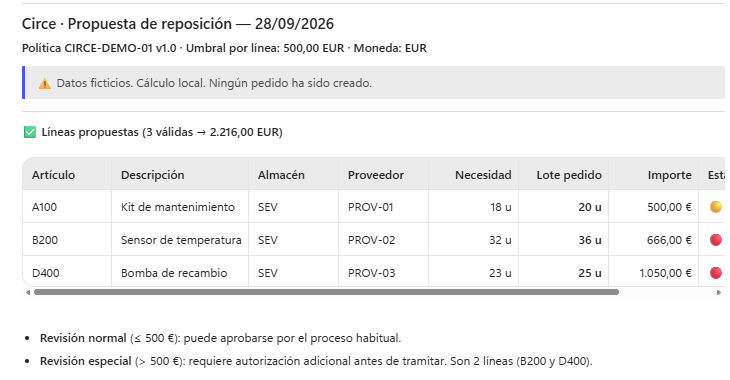 Circe · Propuesta de reposición — 28/09/2026
Política CIRCE-DEMO-01 v1.0 · Umbral por línea: 500,00 EUR · Moneda: EUR
⚠️ Datos ficticios. Cálculo local. Ningún pedido ha sido creado.
✅ Líneas propuestas (3 válidas → 2.216,00 EUR)
Artículo Descripción Almacén Proveedor Necesidad Lote pedido Importe
A100 Kit de mantenimiento SEV PROV-01 18 u 20 u 500,00 €
B200 Sensor de temperatura SEV PROV-02 32 u 36 u 666,00 €
D400 Bomba de recambio SEV PROV-03 23 u 25 u 1.050,00 €
• Revisión normal (≤ 500 €): puede aprobarse por el proceso habitual.
• Revisión especial (> 500 €): requiere autorización adicional antes de tramitar. Son 2 líneas (B200 y D400).